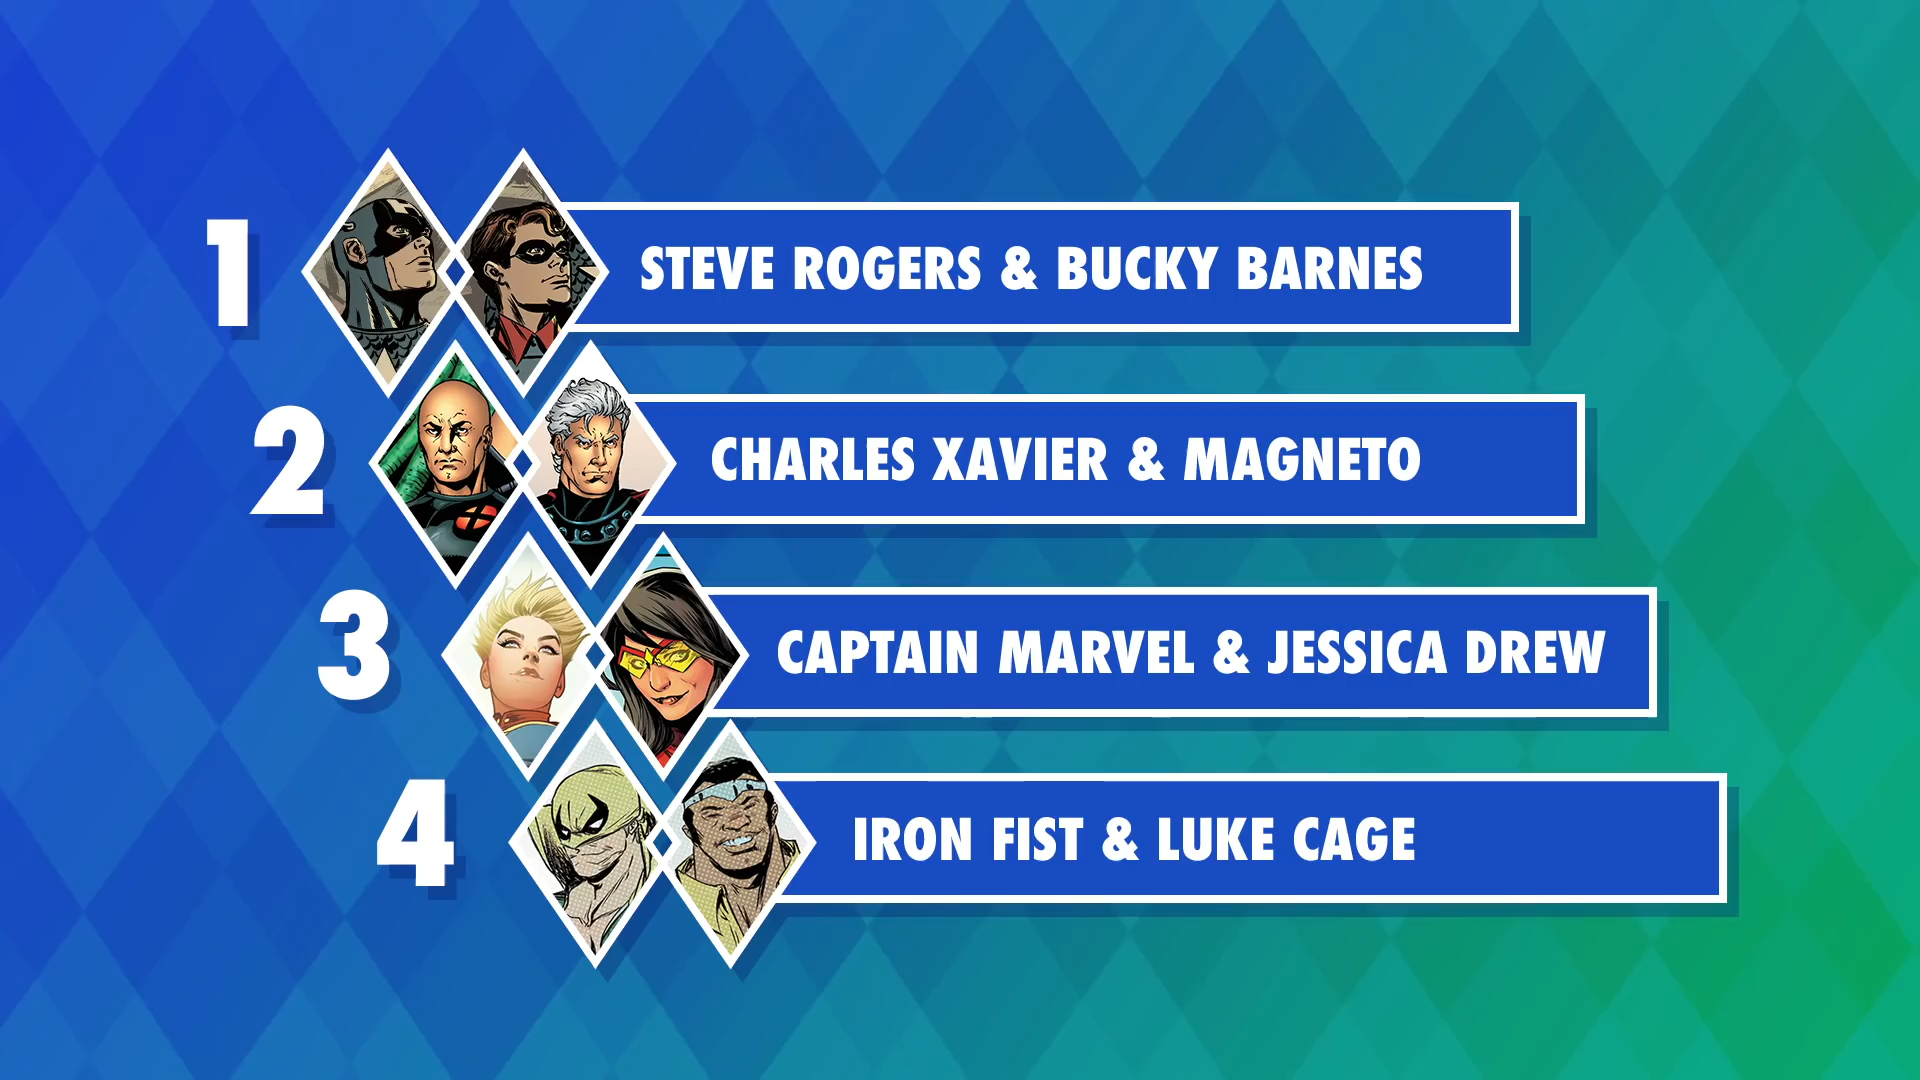 1 STEVE ROGERS & BUCKY BARNES
2 CHARLES XAVIER & MAGNETO
3 CAPTAIN MARVEL & JESSICA DREW
4 IRON FIST & LUKE CAGE